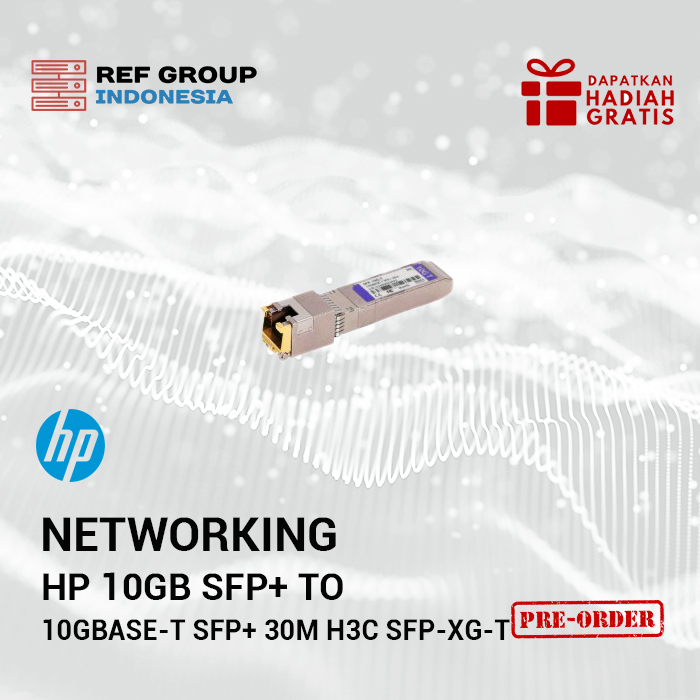 REF GROUP
INDONESIA
DAPATKAN
HADIAH
GRATIS
hp
NETWORKING
HP 10GB SFP+ TO
10GBASE-T SFP+ 30M H3C SFP-XG-T
PRE-ORDER